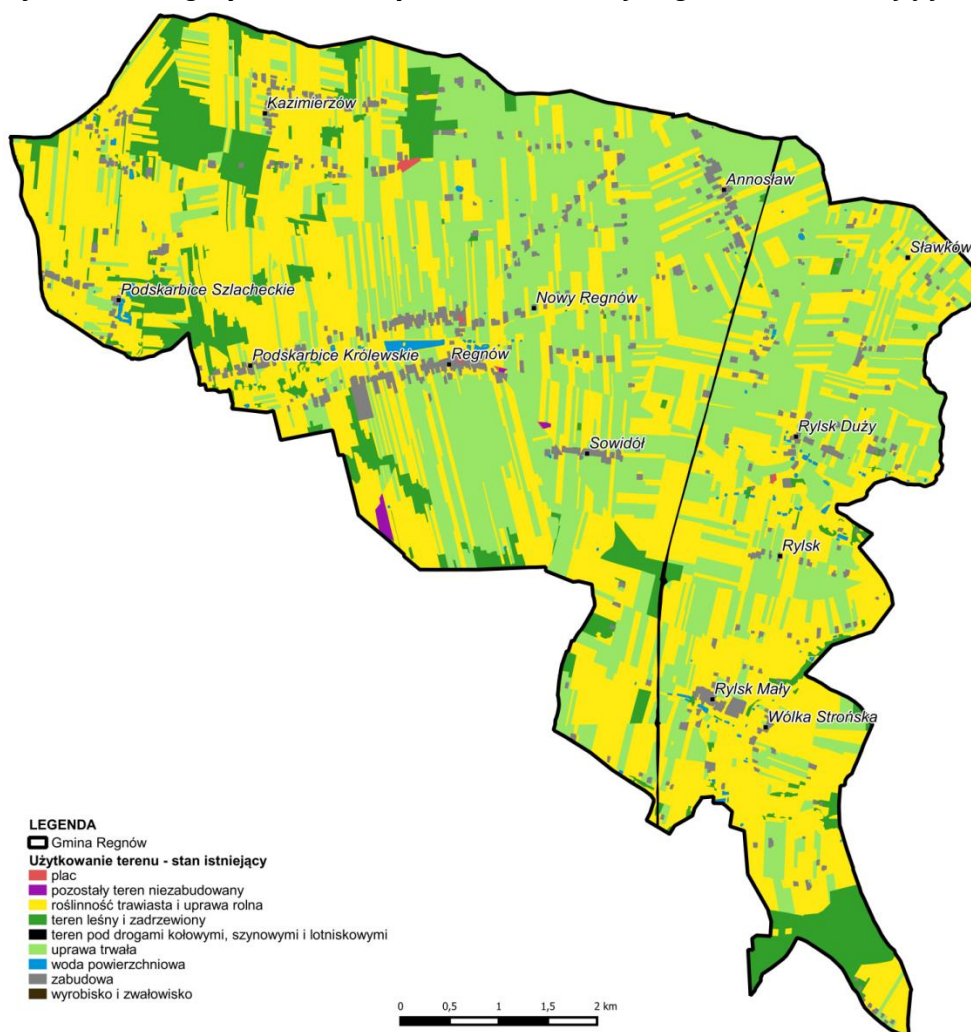 Kazimierzów
Annosław
Sławków
Podskarbice Szlacheckie
Nowy Regnów
Podskarbice Królewskie
Regnów
Rylsk Duży
Sowidół
Rylsk
Rylsk Mały
Wólka Strońska
LEGENDA
Gmina Regnów
Użytkowanie terenu - stan istniejący
plac
pozostały teren niezabudowany
roślinność trawiasta i uprawa rolna
teren leśny i zadrzewiony
teren pod drogami kołowymi, szynowymi i lotniskowymi
uprawa trwała
woda powierzchniowa
zabudowa
wyrobisko i zwałowisko
0 0,5 1 1,5 2 km